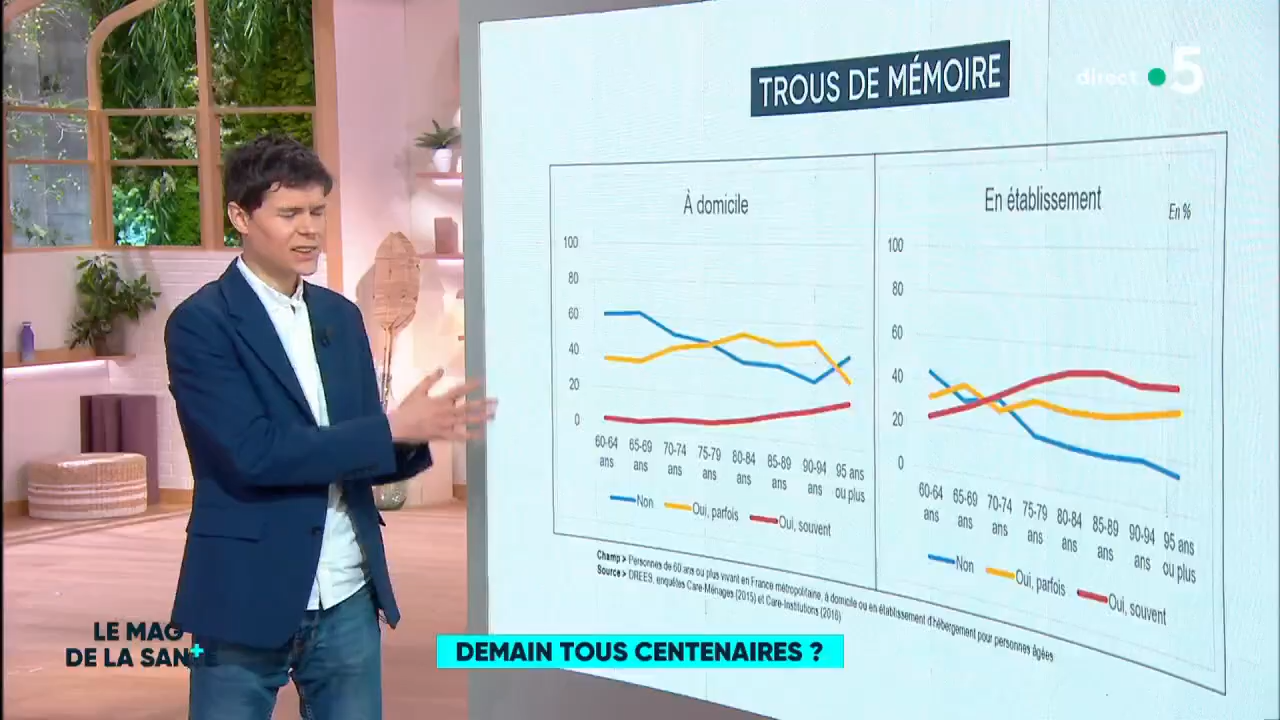 TROUS DE MÉMOIRE
direct 5
À domicile
100
80
60
40
20
0
60-64 ans
65-69 ans
70-74 ans
75-79 ans
80-84 ans
85-89 ans
90-94 ans
95 ans ou plus
Non
Oui, parfois
Oui, souvent
En établissement
En %
100
80
60
40
20
0
60-64 ans
65-69 ans
70-74 ans
75-79 ans
80-84 ans
85-89 ans
90-94 ans
95 ans ou plus
Non
Oui, parfois
Oui, souvent
Champ > Personnes de 60 ans ou plus vivant en France métropolitaine, à domicile ou en établissement d'hébergement pour personnes âgées
Source > DREES, enquêtes Care-Ménages (2015) et Care-Institutions (2016)
LE MAG
DE LA SANTÉ
DEMAIN TOUS CENTENAIRES ?